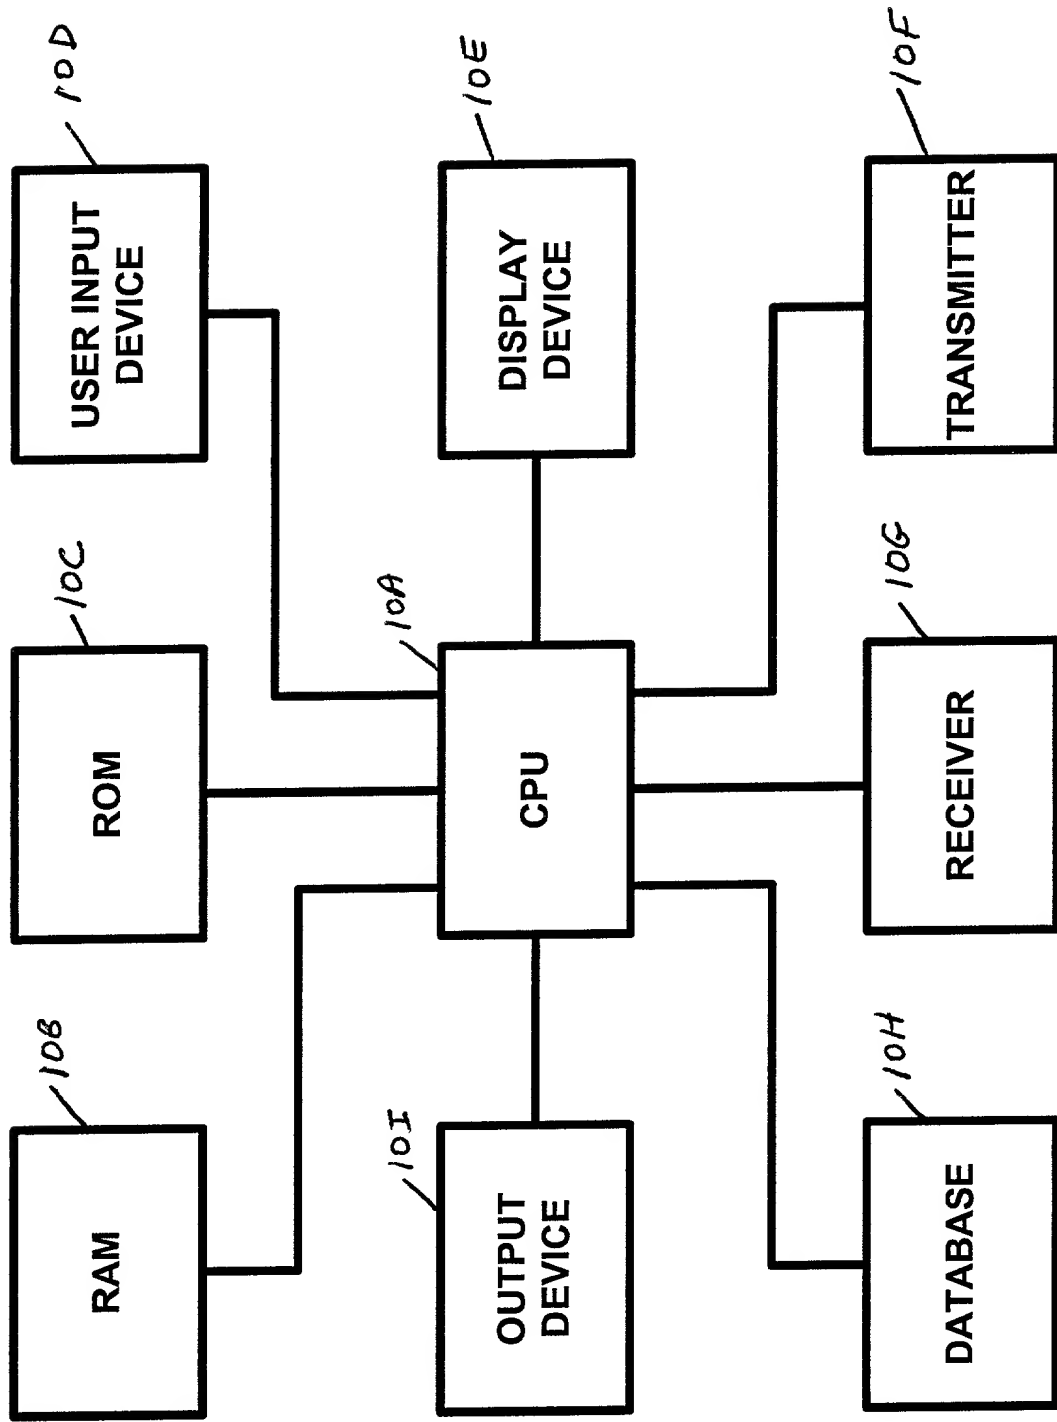 10B
RAM
10C
ROM
10D
USER INPUT
DEVICE
10I
OUTPUT
DEVICE
10A
CPU
10E
DISPLAY
DEVICE
10H
DATABASE
10G
RECEIVER
10F
TRANSMITTER